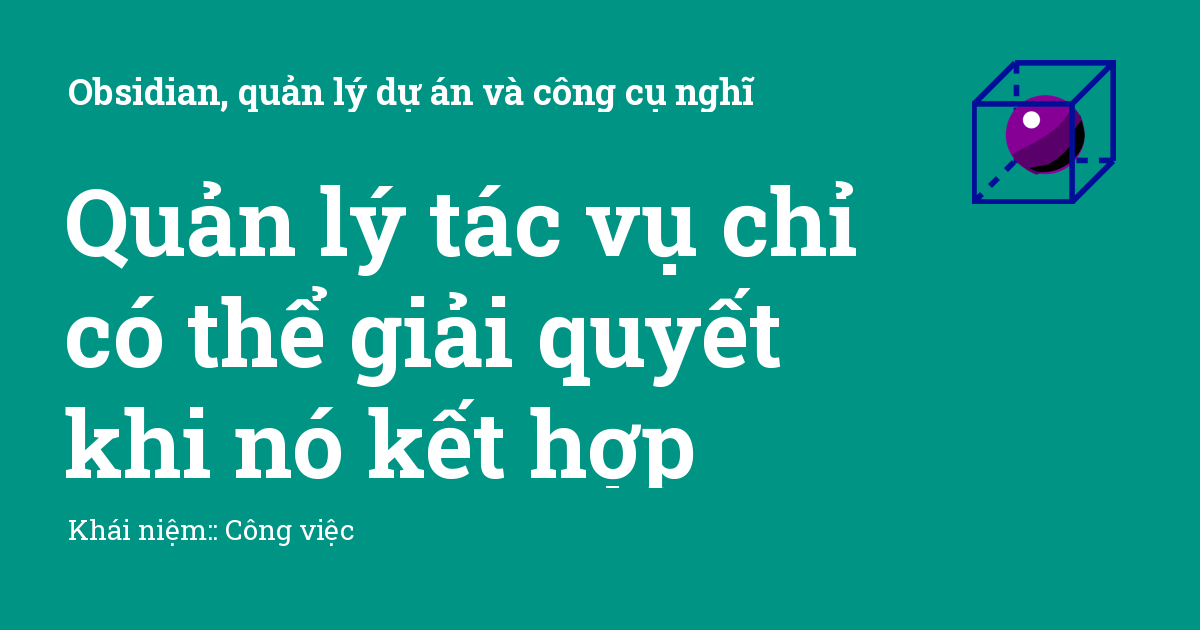 Obsidian, quản lý dự án và công cụ nghĩ
Quản lý tác vụ chỉ
có thể giải quyết
khi nó kết hợp
Khái niệm:: Công việc